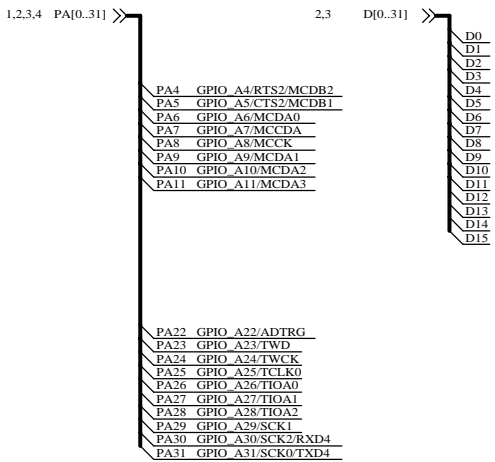 1,2,3,4 PA[0..31]
PA4 GPIO_A4/RTS2/MCDB2
PA5 GPIO_A5/CTS2/MCDB1
PA6 GPIO_A6/MCDA0
PA7 GPIO_A7/MCCDA
PA8 GPIO_A8/MCCK
PA9 GPIO_A9/MCDA1
PA10 GPIO_A10/MCDA2
PA11 GPIO_A11/MCDA3
PA22 GPIO_A22/ADTRG
PA23 GPIO_A23/TWD
PA24 GPIO_A24/TWCK
PA25 GPIO_A25/TCLK0
PA26 GPIO_A26/TIOA0
PA27 GPIO_A27/TIOA1
PA28 GPIO_A28/TIOA2
PA29 GPIO_A29/SCK1
PA30 GPIO_A30/SCK2/RXD4
PA31 GPIO_A31/SCK0/TXD4
2,3 D[0..31]
D0
D1
D2
D3
D4
D5
D6
D7
D8
D9
D10
D11
D12
D13
D14
D15